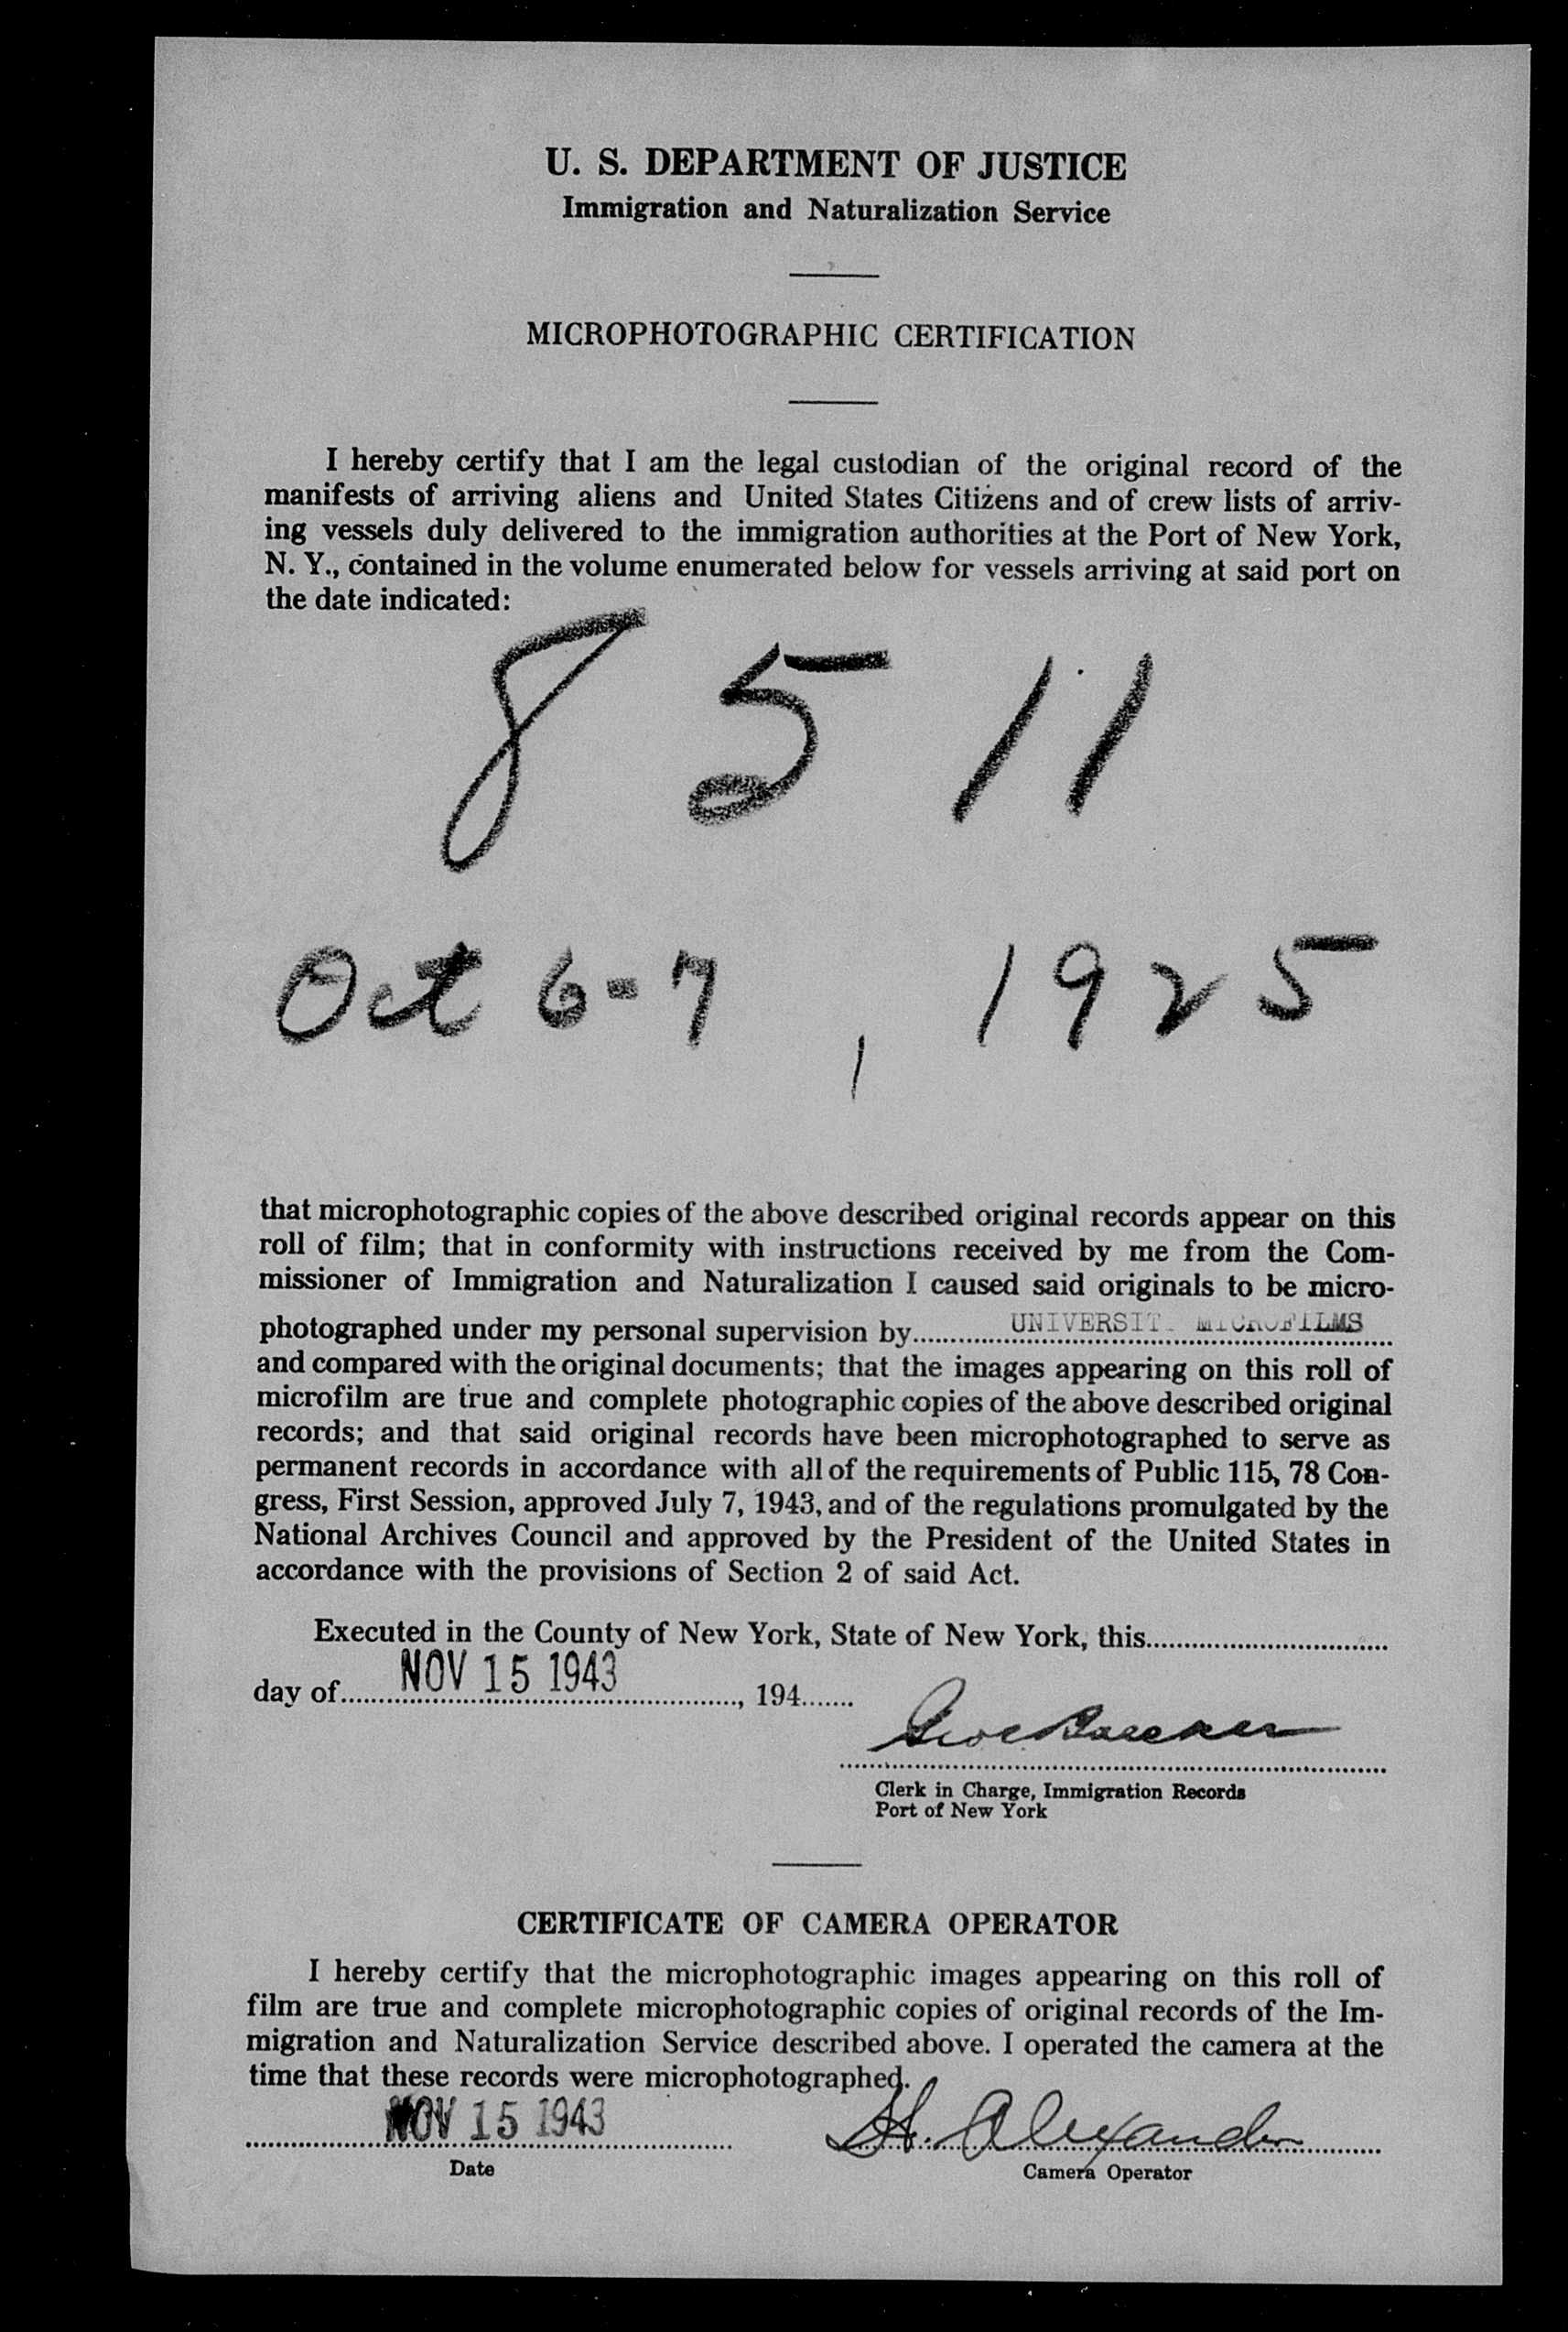 U. S. DEPARTMENT OF JUSTICE
Immigration and Naturalization Service
MICROPHOTOGRAPHIC CERTIFICATION
I hereby certify that I am the legal custodian of the original record of the
manifests of arriving aliens and United States Citizens and of crew lists of arriv-
ing vessels duly delivered to the immigration authorities at the Port of New York,
N. Y., contained in the volume enumerated below for vessels arriving at said port on
the date indicated:
8511
Oct 6-7, 1925
that microphotographic copies of the above described original records appear on this
roll of film; that in conformity with instructions received by me from the Com-
missioner of Immigration and Naturalization I caused said originals to be micro-
photographed under my personal supervision by UNIVERSITY MICROFILMS
and compared with the original documents; that the images appearing on this roll of
microfilm are true and complete photographic copies of the above described original
records; and that said original records have been microphotographed to serve as
permanent records in accordance with all of the requirements of Public 115, 78 Con-
gress, First Session, approved July 7, 1943, and of the regulations promulgated by the
National Archives Council and approved by the President of the United States in
accordance with the provisions of Section 2 of said Act.
Executed in the County of New York, State of New York, this
day of NOV 15 1943, 194
Clerk in Charge, Immigration Records
Port of New York
CERTIFICATE OF CAMERA OPERATOR
I hereby certify that the microphotographic images appearing on this roll of
film are true and complete microphotographic copies of original records of the Im-
migration and Naturalization Service described above. I operated the camera at the
time that these records were microphotographed.
NOV 15 1943 H. Alexander
Date Camera Operator